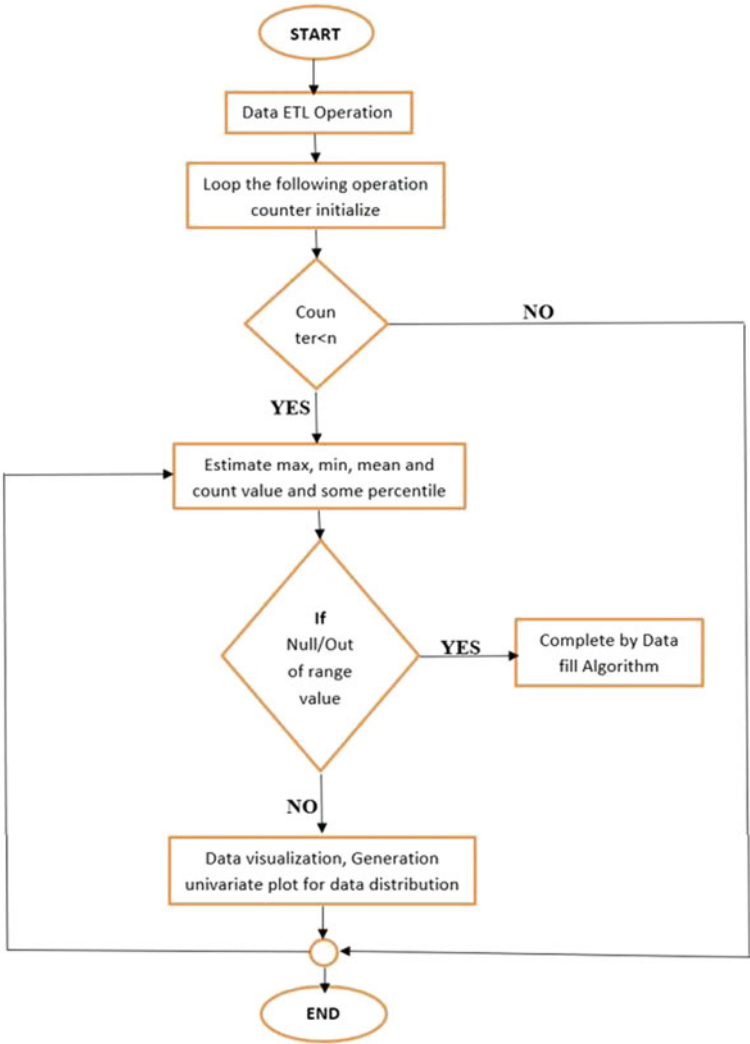 START
Data ETL Operation
Loop the following operation
counter initialize
Coun
ter<n
NO
YES
Estimate max, min, mean and
count value and some percentile
If
Null/Out
of range
value
YES
Complete by Data
fill Algorithm
NO
Data visualization, Generation
univariate plot for data distribution
END